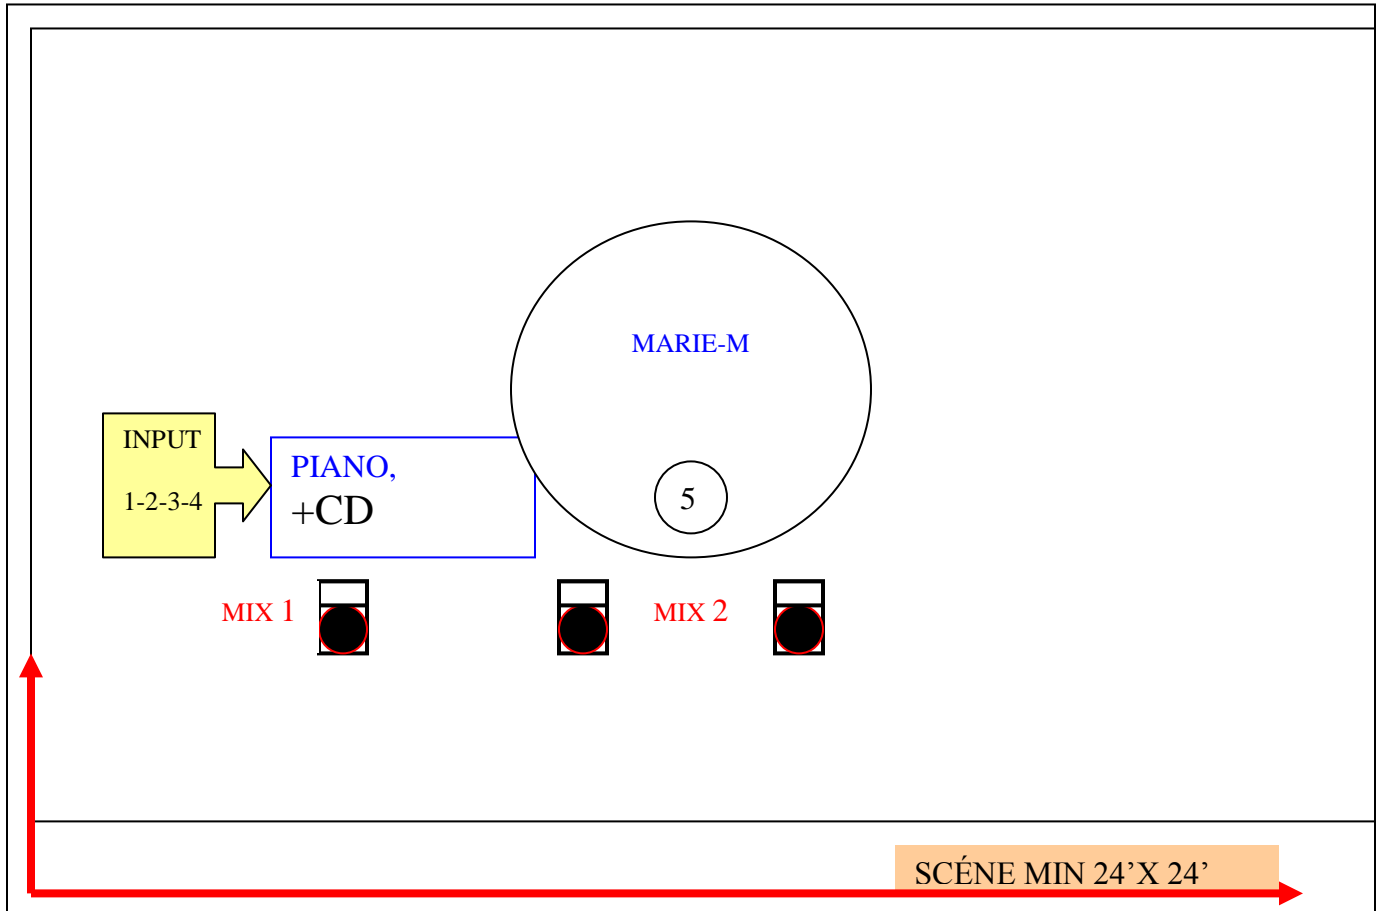 MARIE-M
INPUT
1-2-3-4
PIANO,
+CD
5
MIX 1
MIX 2
SCÉNE MIN 24’X 24’